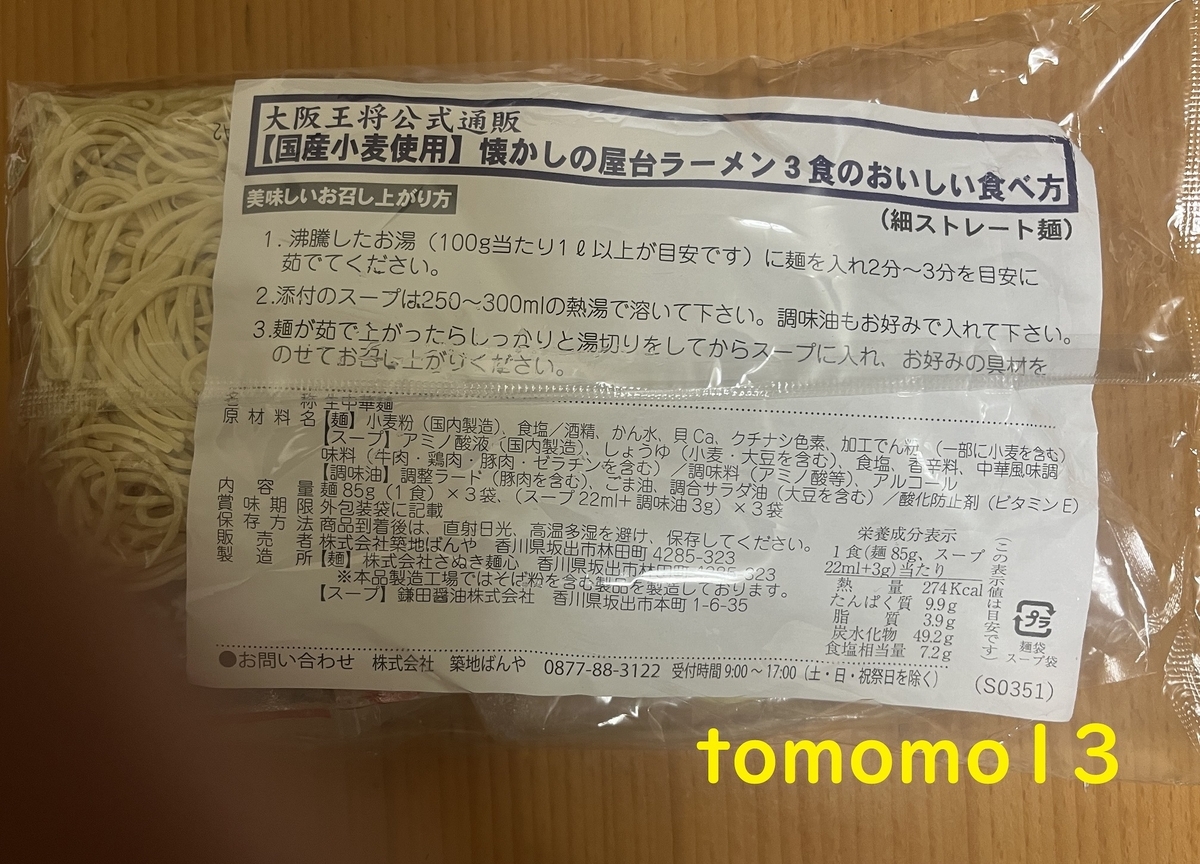 大阪王将公式通販
【国産小麦使用】懐かしの屋台ラーメン3食のおいしい食べ方
美味しいお召し上がり方
（細ストレート麺）
1. 沸騰したお湯（100g当たり1ℓ以上が目安です）に麺を入れ2分～3分を目安に
茹でてください。
2.添付のスープは250～300mlの熱湯で溶いて下さい。調味油もお好みで入れて下さい。
3.麺が茹で上がったらしっかりと湯切りをしてからスープに入れ、お好みの具材を
のせてお召し上がりください。
名称 生中華麺
原材料名【麺】小麦粉（国内製造）、食塩／酒精、かん水、貝Ca、クチナシ色素、加工でん粉、（一部に小麦を含む）
【スープ】アミノ酸液（国内製造）、しょうゆ（小麦・大豆を含む）、食塩、香辛料、中華風味調
味料（牛肉・鶏肉・豚肉・ゼラチンを含む）／調味料（アミノ酸等）、アルコール
【調味油】調整ラード（豚肉を含む）、ごま油、調合サラダ油（大豆を含む）／酸化防止剤（ビタミンE）
内容量 麺85g（1食）×3袋、（スープ22ml＋調味油3g）×3袋
賞味期限 外包装袋に記載
保存方法 商品到着後は、直射日光、高温多湿を避け、保存してください。
販売者 株式会社築地ばんや 香川県坂出市林田町4285-323
製造所【麺】株式会社さぬき麺心 香川県坂出市林田町4285-323
※本品製造工場ではそば粉を含む製品を製造しております。
【スープ】鎌田醤油株式会社 香川県坂出市本町1-6-35
栄養成分表示
1食（麺85g、スープ
22ml+3g）当たり
熱量 274Kcal
たんぱく質 9.9g
脂質 3.9g
炭水化物 49.2g
食塩相当量 7.2g
（この表示値は目安です）
プラ
麺袋
スープ袋
●お問い合わせ 株式会社 築地ばんや 0877-88-3122 受付時間9:00～17:00（土・日・祝祭日を除く）
（S0351）
tomomo13